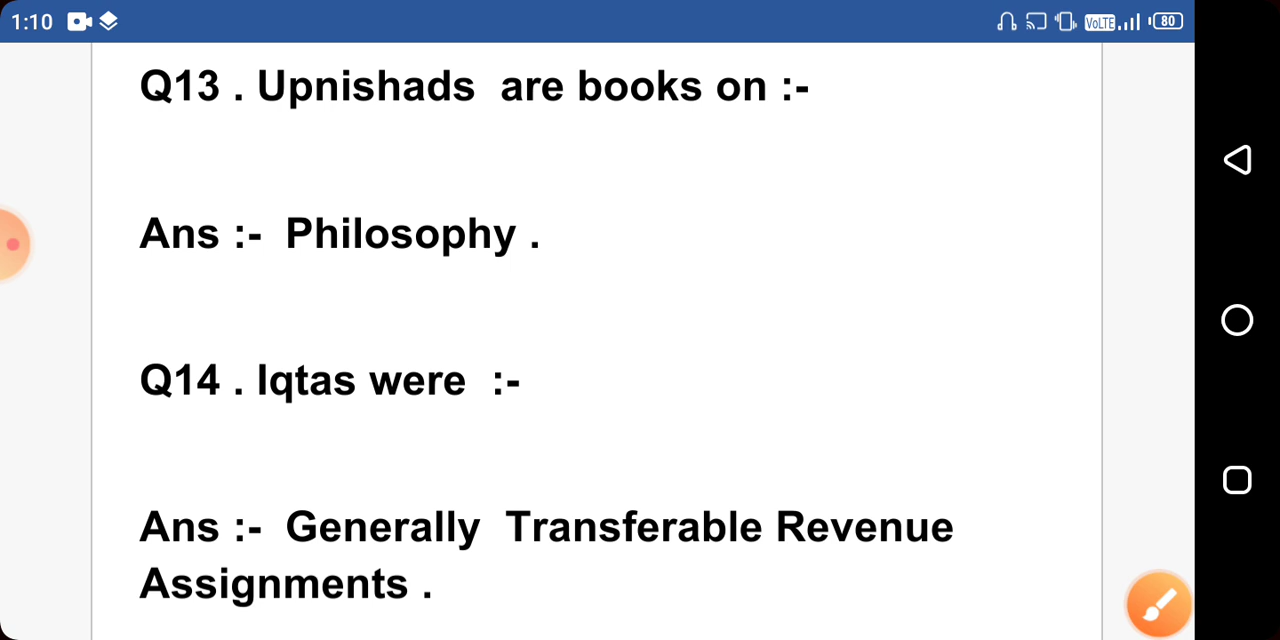 1:10 VoLTE 80
Q13 . Upnishads are books on :-
Ans :- Philosophy .
Q14 . Iqtas were :-
Ans :- Generally Transferable Revenue
Assignments .